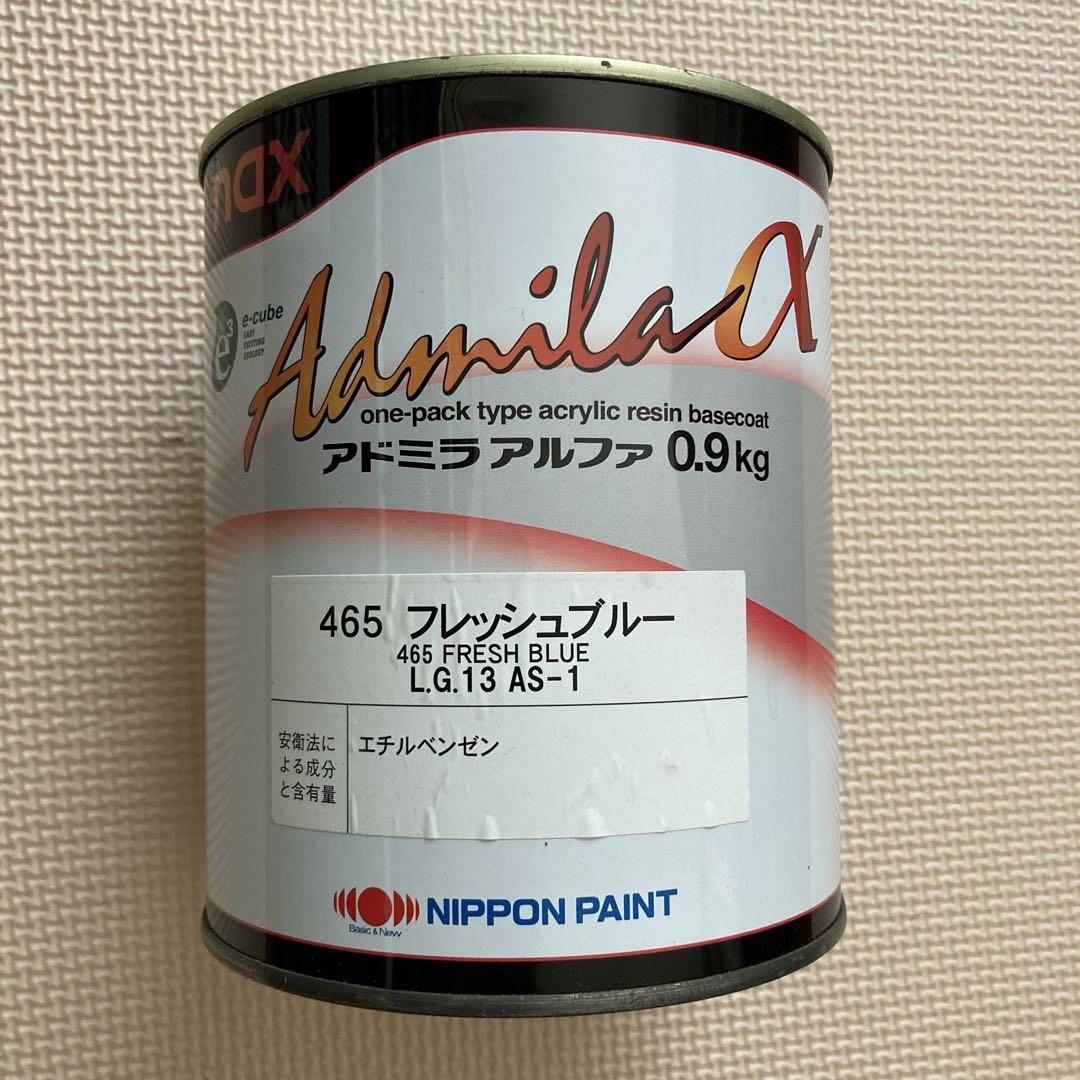 e3
e-cube
EASY
EXCITING
ECOLOGY
Admila α
one-pack type acrylic resin basecoat
アドミラ アルファ 0.9kg
465 フレッシュブルー
465 FRESH BLUE
L.G.13 AS-1
安衛法に
よる成分
と含有量
エチルベンゼン
Basic & New
NIPPON PAINT